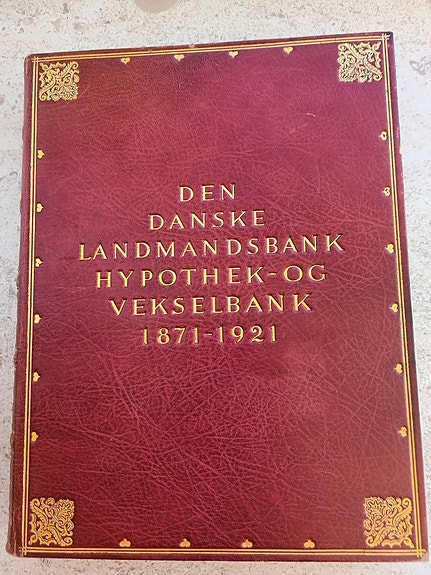 DEN
DANSKE
LANDMANDSBANK
HYPOTHEK-OG
VEKSELBANK
1871-1921